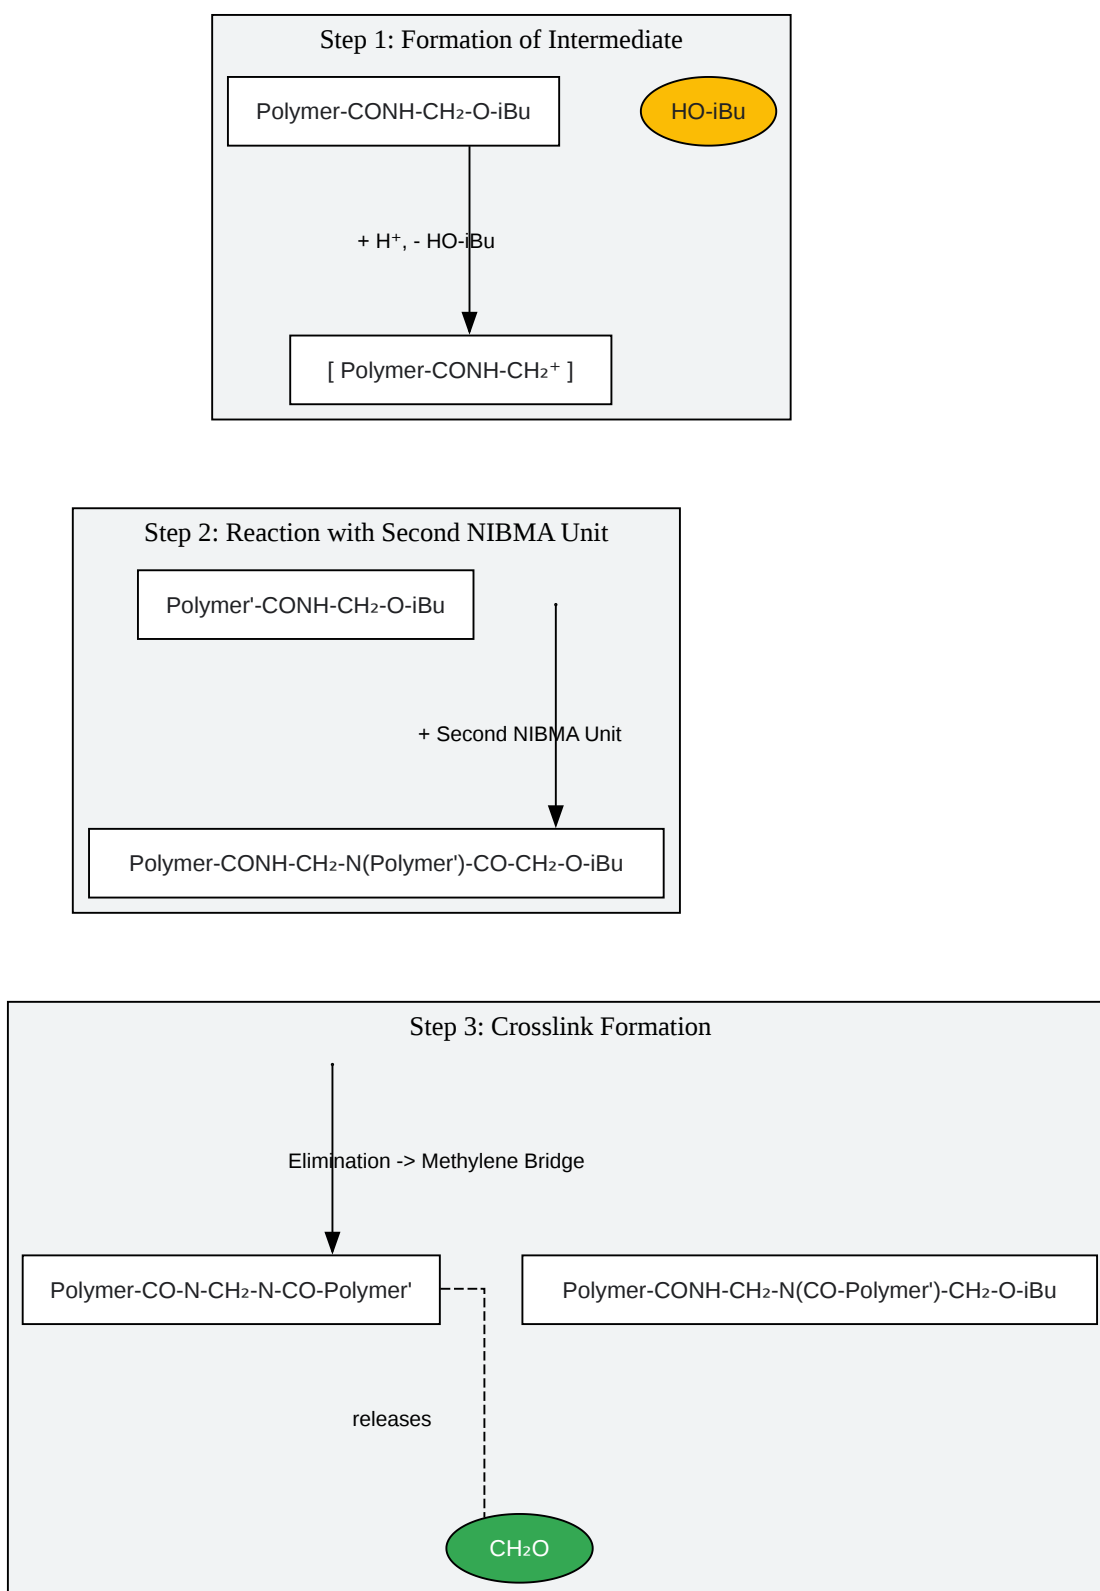 Step 1: Formation of Intermediate
Polymer-CONH-CH₂-O-iBu
HO-iBu
+ H⁺, - HO-iBu
[ Polymer-CONH-CH₂⁺ ]
Step 2: Reaction with Second NIBMA Unit
Polymer'-CONH-CH₂-O-iBu
+ Second NIBMA Unit
Polymer-CONH-CH₂-N(Polymer')-CO-CH₂-O-iBu
Step 3: Crosslink Formation
Elimination -> Methylene Bridge
Polymer-CO-N-CH₂-N-CO-Polymer'
Polymer-CONH-CH₂-N(CO-Polymer')-CH₂-O-iBu
releases
CH₂O